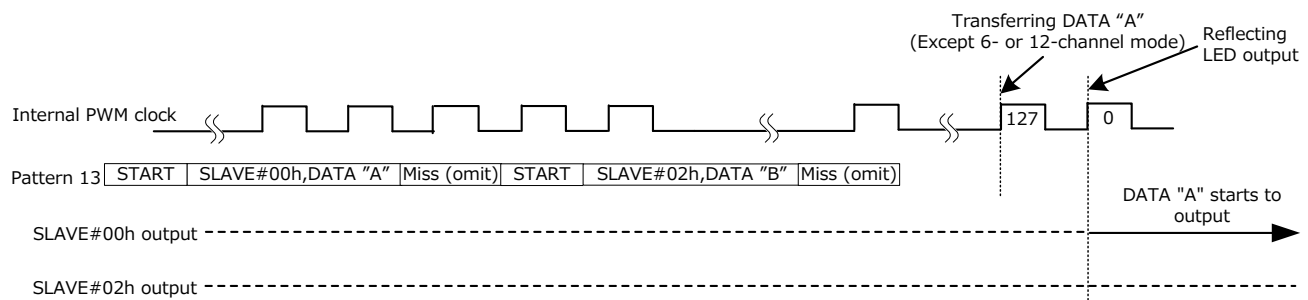 Transferring DATA “A”
(Except 6- or 12-channel mode)
Reflecting
LED output
Internal PWM clock
127
0
Pattern 13
START
SLAVE#00h,DATA ”A”
Miss (omit)
START
SLAVE#02h,DATA ”B”
Miss (omit)
DATA "A" starts to
output
SLAVE#00h output
SLAVE#02h output